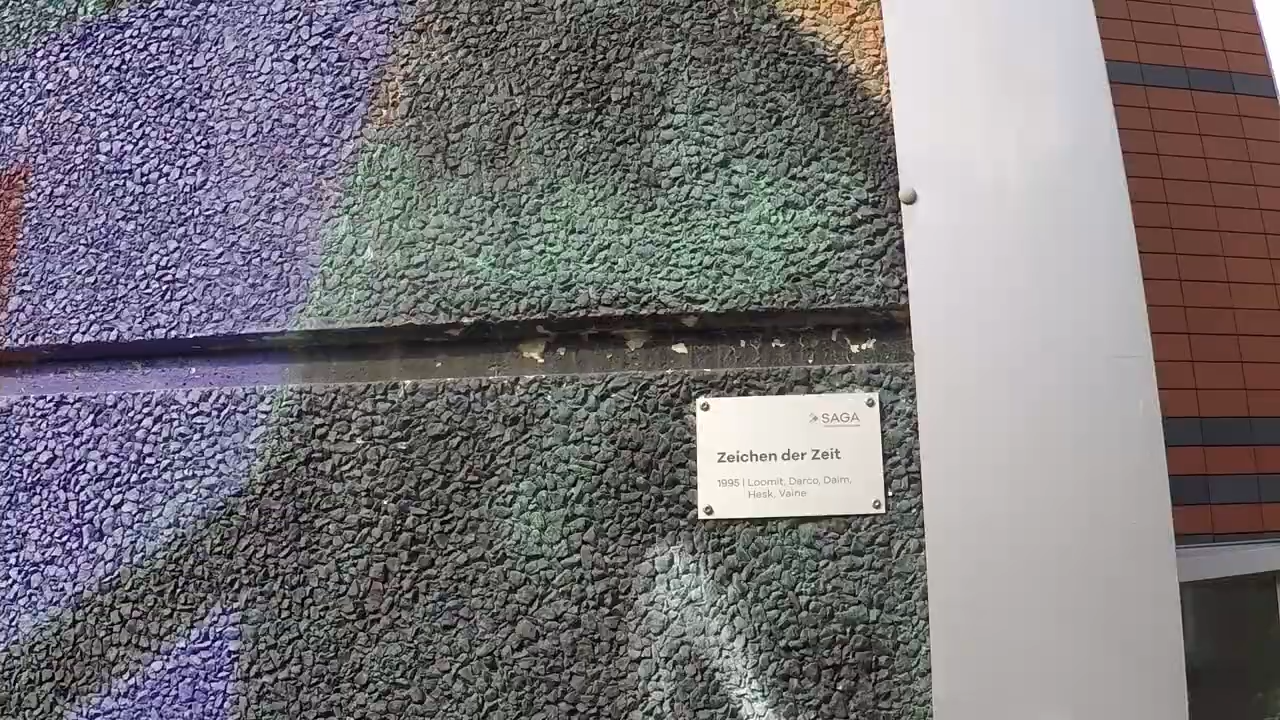 SAGA
Zeichen der Zeit
1995 | Loomit, Darco, Daim,
Hesk, Vaine